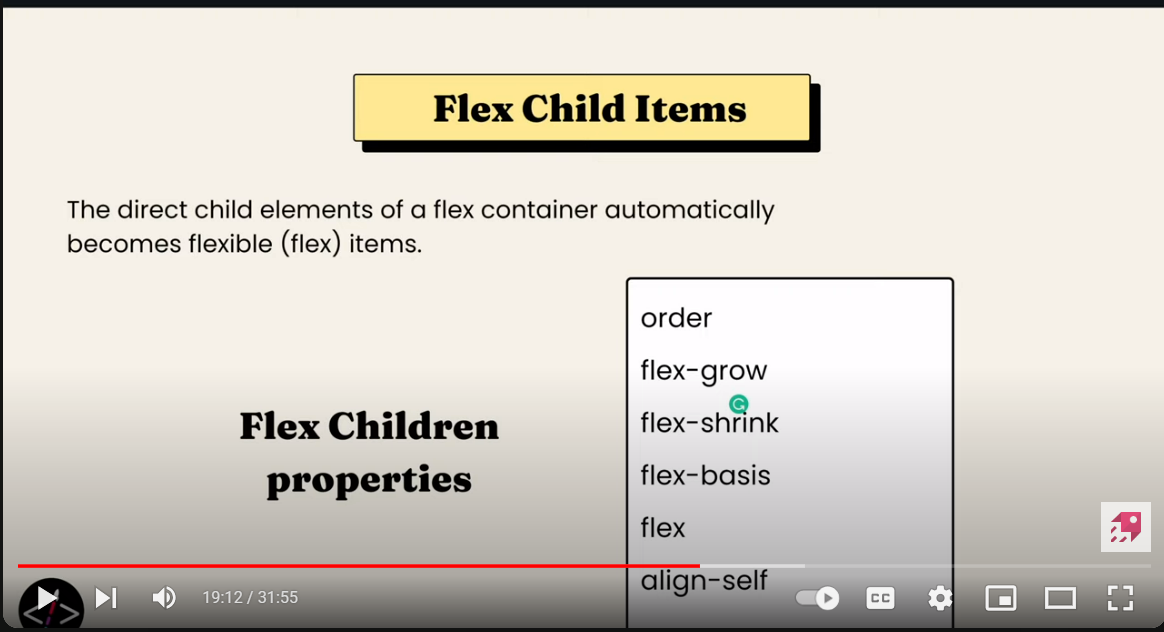 Flex Child Items
The direct child elements of a flex container automatically
becomes flexible (flex) items.
Flex Children
properties
order
flex-grow
flex-shrink
flex-basis
flex
align-self
19:12 / 31:55
CC